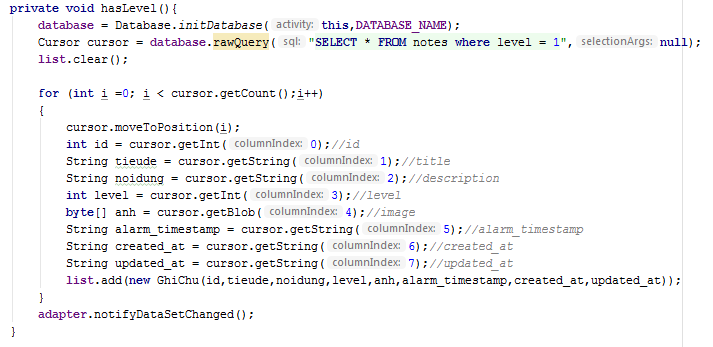 private void hasLevel(){
    database = Database.initDatabase( activity: this,DATABASE_NAME);
    Cursor cursor = database.rawQuery( sql: "SELECT * FROM notes where level = 1", selectionArgs: null);
    list.clear();
    for (int i =0; i < cursor.getCount();i++)
    {
        cursor.moveToPosition(i);
        int id = cursor.getInt( columnIndex: 0);//id
        String tieude = cursor.getString( columnIndex: 1);//title
        String noidung = cursor.getString( columnIndex: 2);//description
        int level = cursor.getInt( columnIndex: 3);//level
        byte[] anh = cursor.getBlob( columnIndex: 4);//image
        String alarm_timestamp = cursor.getString( columnIndex: 5);//alarm_timestamp
        String created_at = cursor.getString( columnIndex: 6);//created_at
        String updated_at = cursor.getString( columnIndex: 7);//updated_at
        list.add(new GhiChu(id,tieude,noidung,level,anh,alarm_timestamp,created_at,updated_at));
    }
    adapter.notifyDataSetChanged();
}